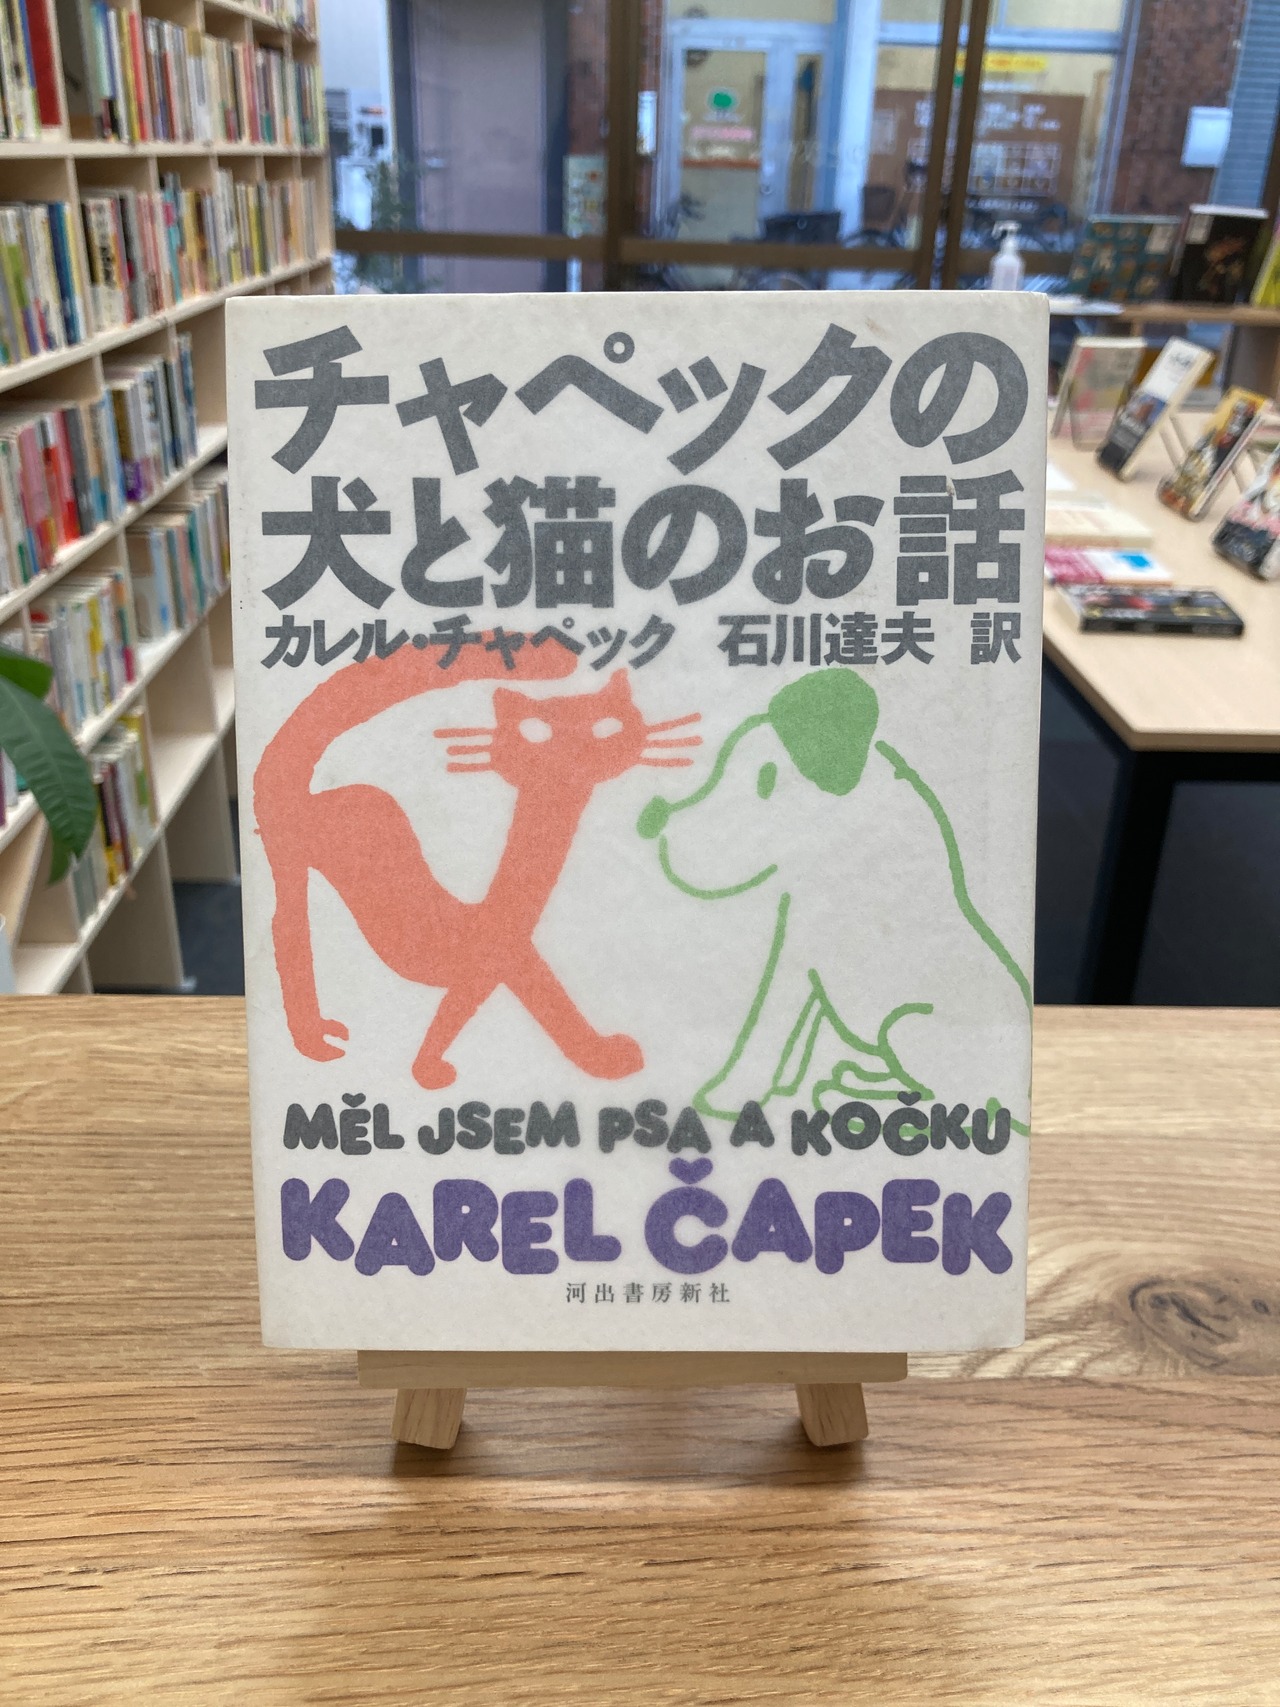 チャペックの
犬と猫のお話
カレル・チャペック 石川達夫 訳
MĚL JSEM PSA A KOČKU
KAREL ČAPEK
河出書房新社